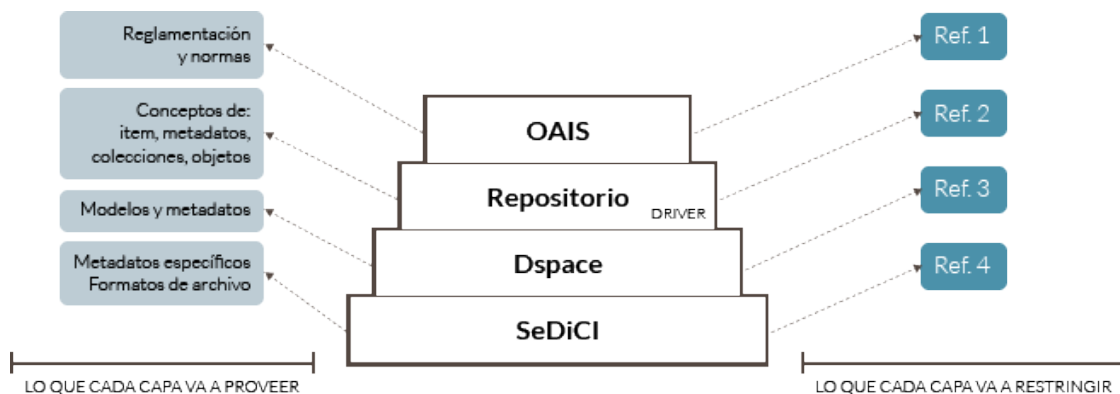 Reglamentación
y normas
Conceptos de:
item, metadatos,
colecciones, objetos
Modelos y metadatos
Metadatos específicos
Formatos de archivo
LO QUE CADA CAPA VA A PROVEER
OAIS
Repositorio
DRIVER
Dspace
SeDiCI
Ref. 1
Ref. 2
Ref. 3
Ref. 4
LO QUE CADA CAPA VA A RESTRINGIR